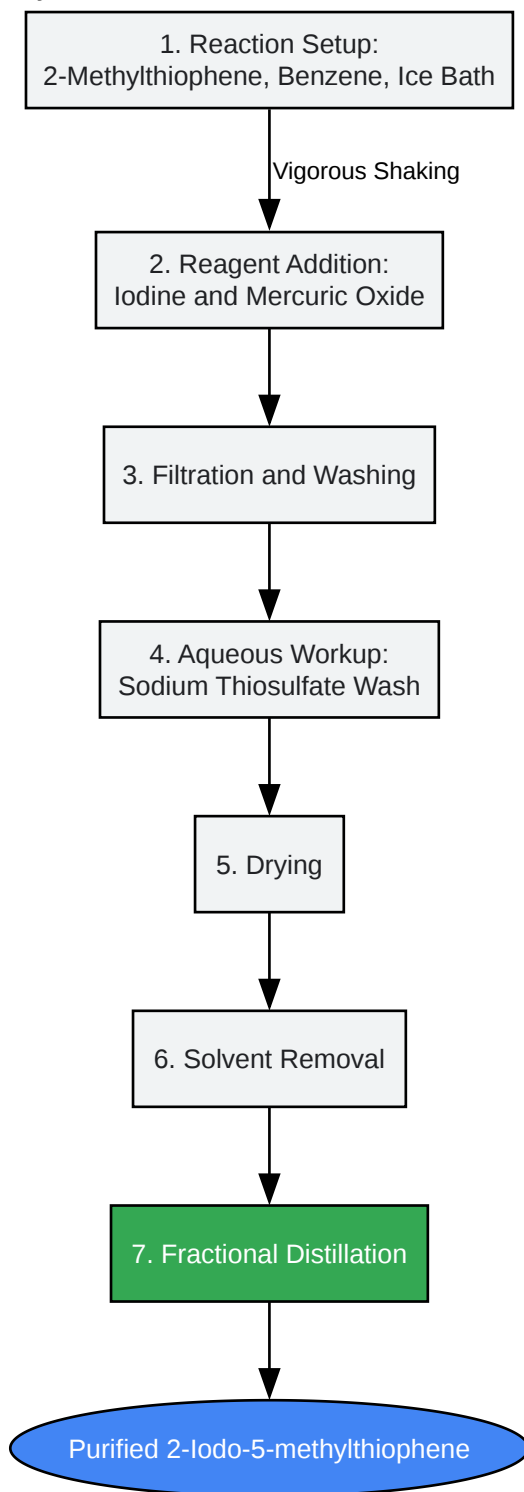 1. Reaction Setup:
2-Methylthiophene, Benzene, Ice Bath
Vigorous Shaking
2. Reagent Addition:
Iodine and Mercuric Oxide
3. Filtration and Washing
4. Aqueous Workup:
Sodium Thiosulfate Wash
5. Drying
6. Solvent Removal
7. Fractional Distillation
Purified 2-Iodo-5-methylthiophene